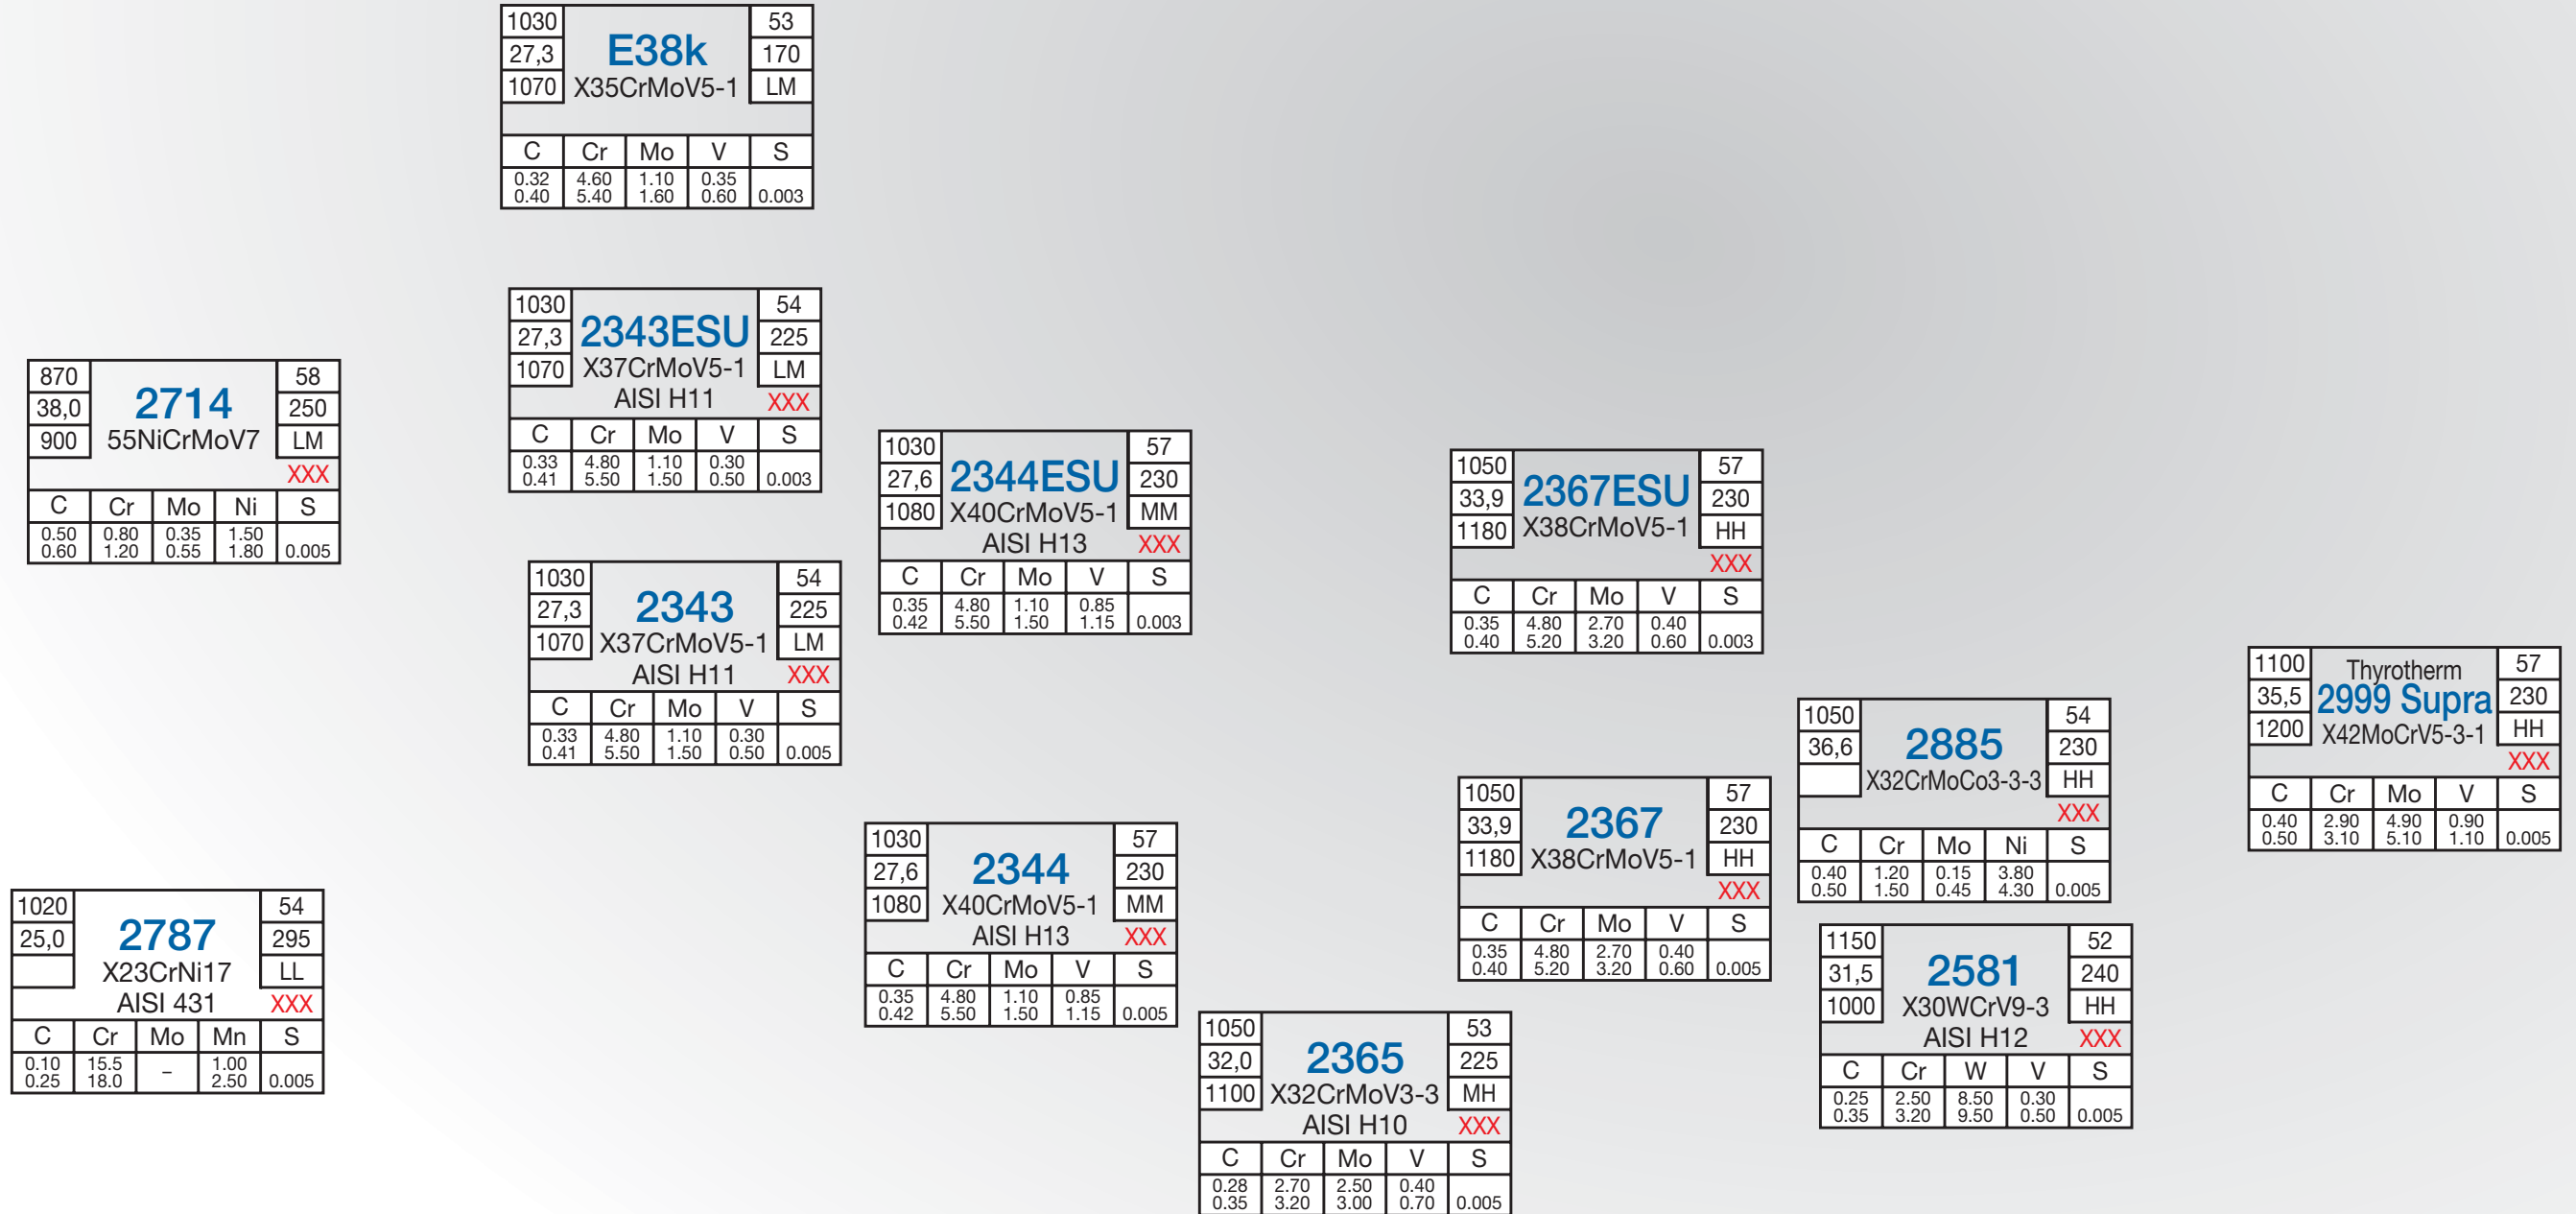 1030 E38k 53
27,3 170
1070 X35CrMoV5-1 LM
C Cr Mo V S
0.32 4.60 1.10 0.35
0.40 5.40 1.60 0.60 0.003
1030 2343ESU 54
27,3 225
1070 X37CrMoV5-1 LM
AISI H11 XXX
C Cr Mo V S
0.33 4.80 1.10 0.30
0.41 5.50 1.50 0.50 0.003
870 2714 58
38,0 250
900 55NiCrMoV7 LM
XXX
C Cr Mo Ni S
0.50 0.80 0.35 1.50
0.60 1.20 0.55 1.80 0.005
1030 2344ESU 57
27,6 230
1080 X40CrMoV5-1 MM
AISI H13 XXX
C Cr Mo V S
0.35 4.80 1.10 0.85
0.42 5.50 1.50 1.15 0.003
1050 2367ESU 57
33,9 230
1180 X38CrMoV5-1 HH
XXX
C Cr Mo V S
0.35 4.80 2.70 0.40
0.40 5.20 3.20 0.60 0.003
1030 2343 54
27,3 225
1070 X37CrMoV5-1 LM
AISI H11 XXX
C Cr Mo V S
0.33 4.80 1.10 0.30
0.41 5.50 1.50 0.50 0.005
1100 Thyrotherm 57
35,5 2999 Supra 230
1200 X42MoCrV5-3-1 HH
XXX
C Cr Mo V S
0.40 2.90 4.90 0.90
0.50 3.10 5.10 1.10 0.005
1050 2885 54
36,6 230
X32CrMoCo3-3-3 HH
XXX
C Cr Mo Ni S
0.40 1.20 0.15 3.80
0.50 1.50 0.45 4.30 0.005
1050 2367 57
33,9 230
1180 X38CrMoV5-1 HH
XXX
C Cr Mo V S
0.35 4.80 2.70 0.40
0.40 5.20 3.20 0.60 0.005
1030 2344 57
27,6 230
1080 X40CrMoV5-1 MM
AISI H13 XXX
C Cr Mo V S
0.35 4.80 1.10 0.85
0.42 5.50 1.50 1.15 0.005
1020 2787 54
25,0 295
X23CrNi17 LL
AISI 431 XXX
C Cr Mo Mn S
0.10 15.5 – 1.00
0.25 18.0 2.50 0.005
1150 2581 52
31,5 240
1000 X30WCrV9-3 HH
AISI H12 XXX
C Cr W V S
0.25 2.50 8.50 0.30
0.35 3.20 9.50 0.50 0.005
1050 2365 53
32,0 225
1100 X32CrMoV3-3 MH
AISI H10 XXX
C Cr Mo V S
0.28 2.70 2.50 0.40
0.35 3.20 3.00 0.70 0.005